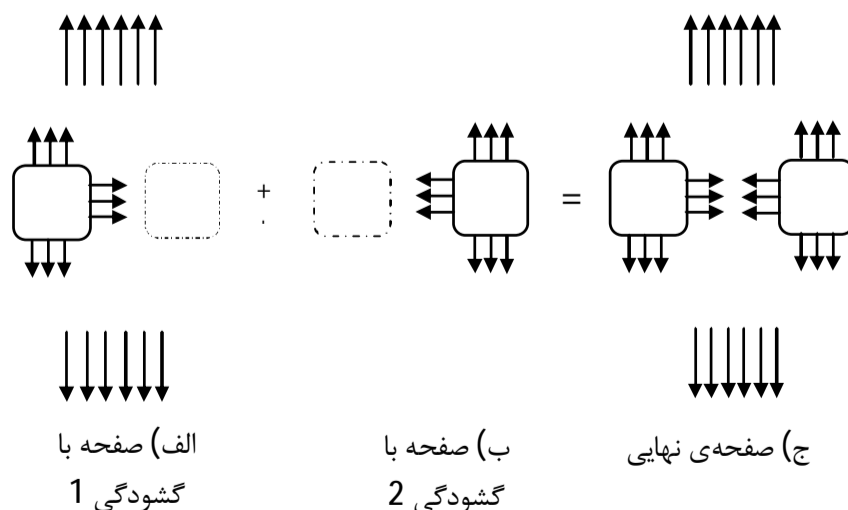 +
=
الف) صفحه با
گشودگی 1
ب) صفحه با
گشودگی 2
ج) صفحه‌ی نهایی